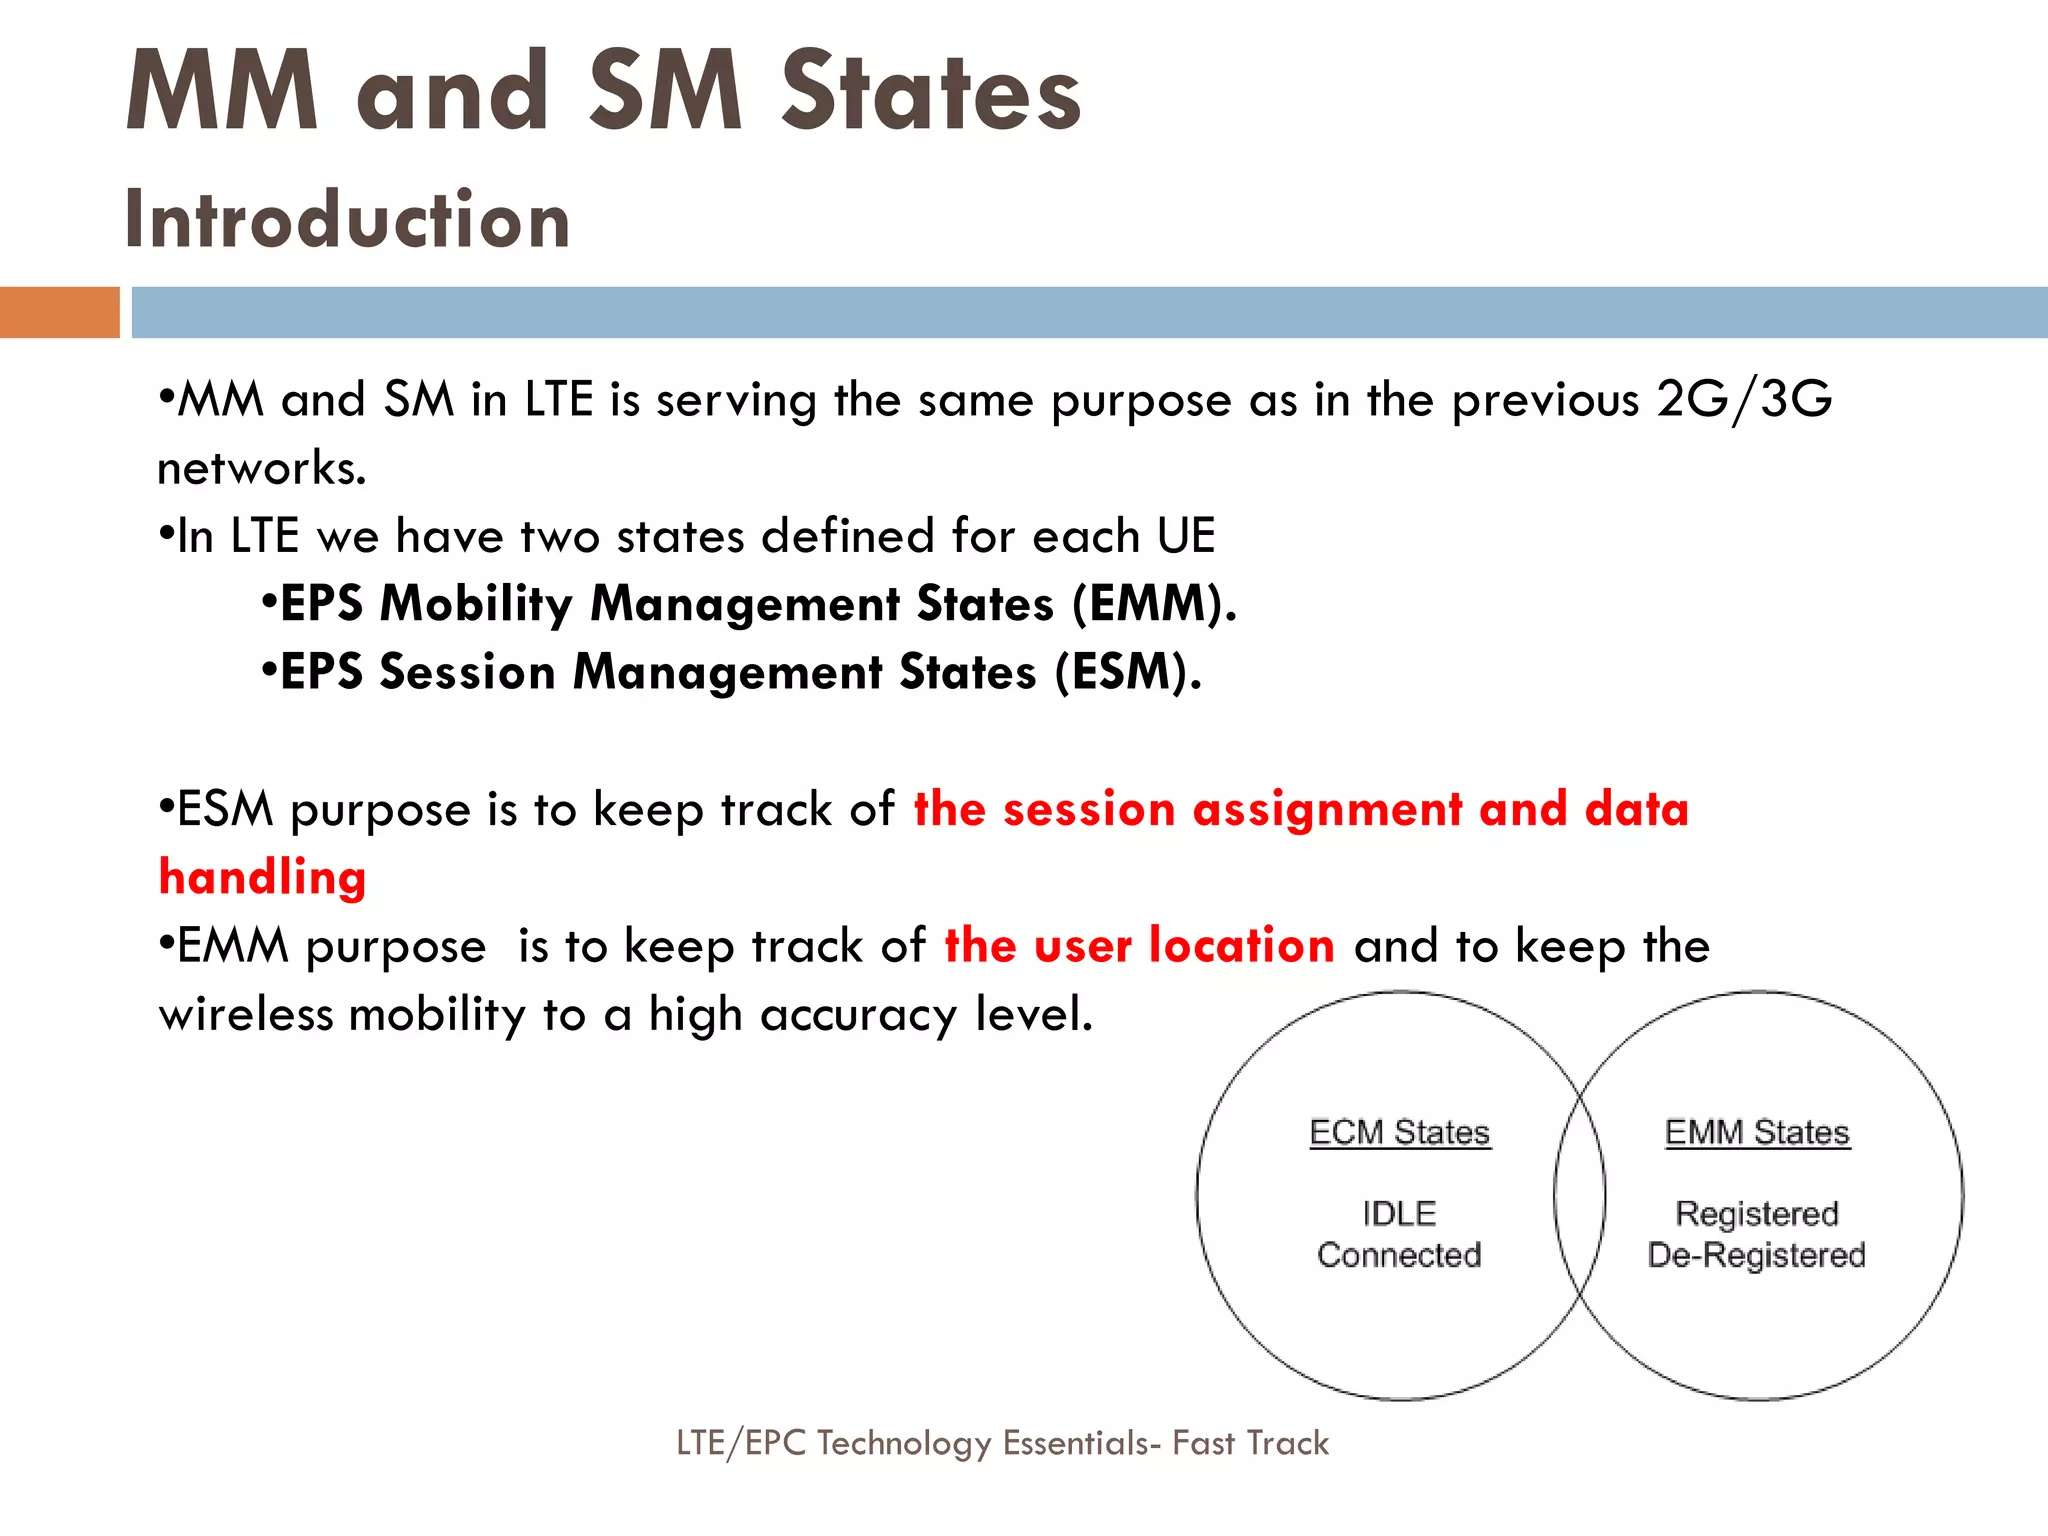 MM and SM States
Introduction
•MM and SM in LTE is serving the same purpose as in the previous 2G/3G
networks.
•In LTE we have two states defined for each UE
•EPS Mobility Management States (EMM).
•EPS Session Management States (ESM).
•ESM purpose is to keep track of the session assignment and data
handling
•EMM purpose  is to keep track of the user location and to keep the
wireless mobility to a high accuracy level.
ECM States
IDLE
Connected
EMM States
Registered
De-Registered
LTE/EPC Technology Essentials- Fast Track